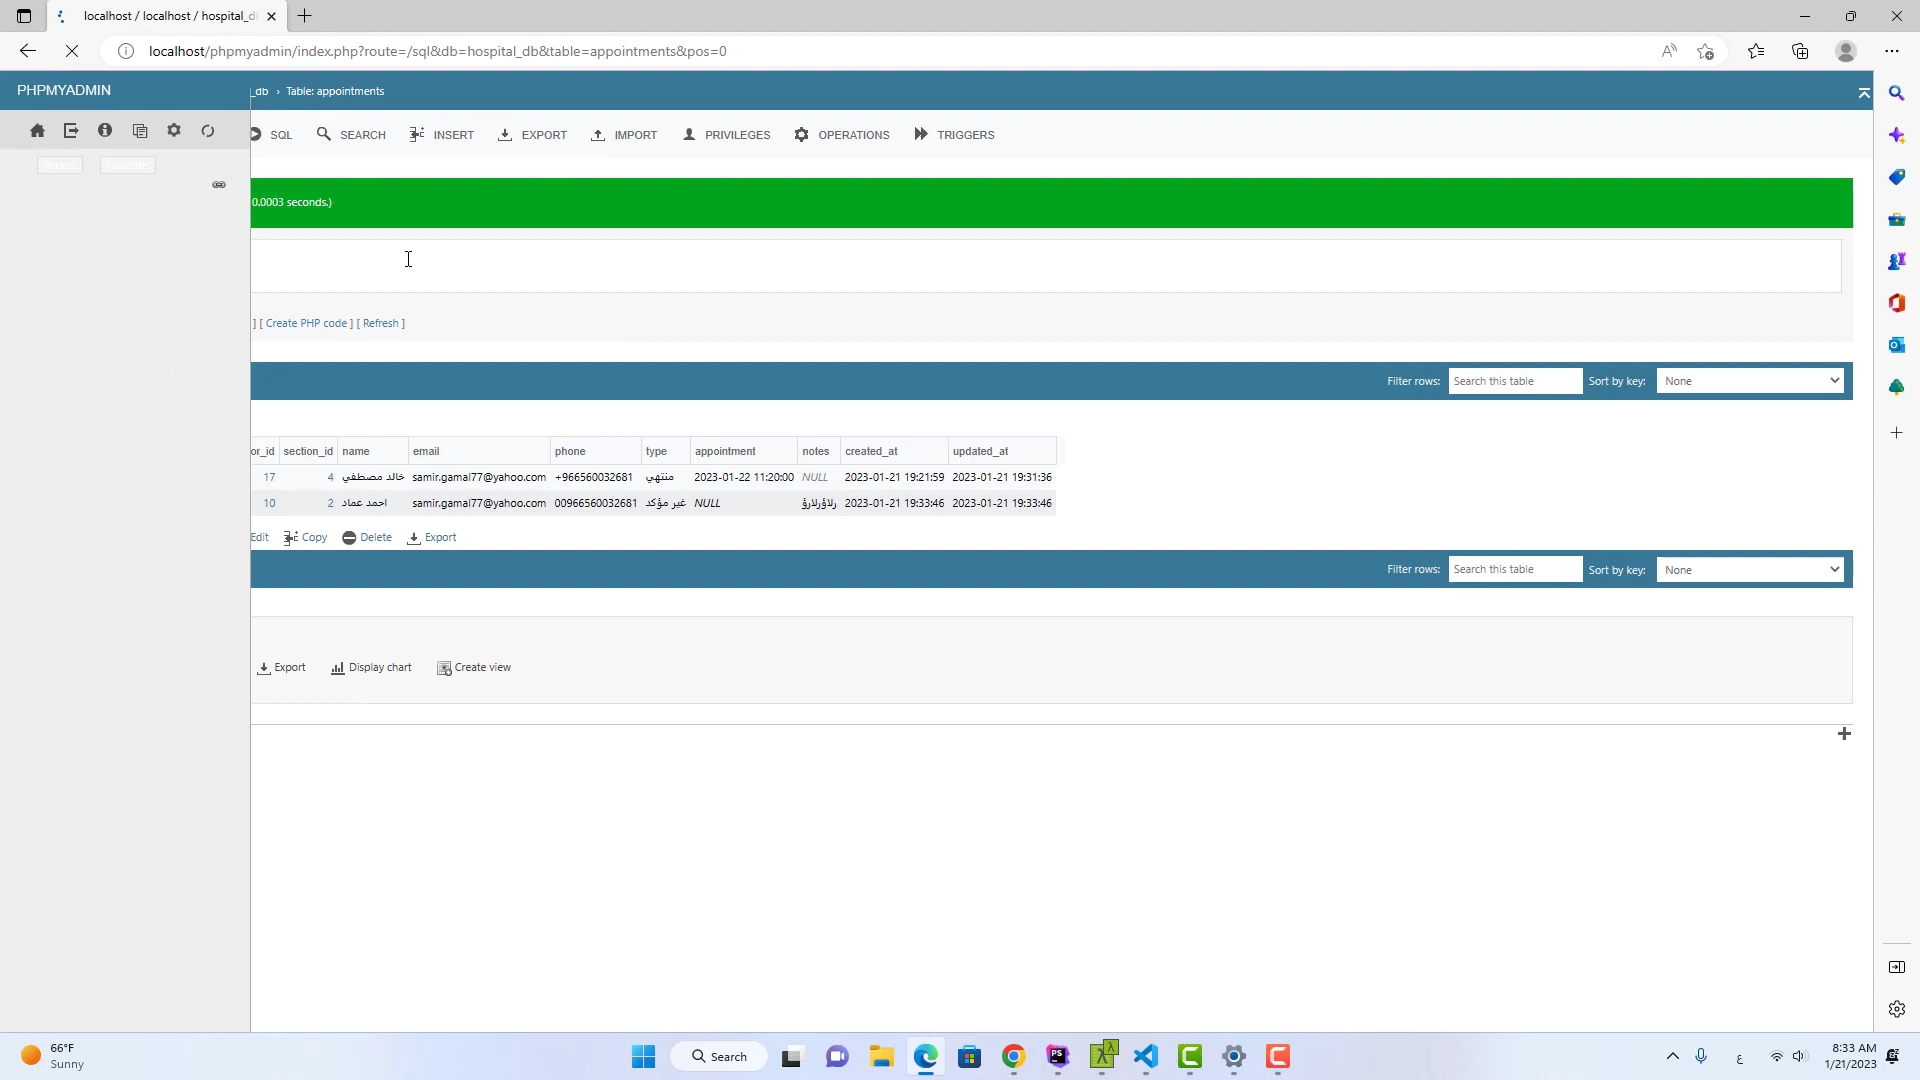 localhost / localhost / hospital_d
localhost/phpmyadmin/index.php?route=/sql&db=hospital_db&table=appointments&pos=0
PHPMYADMIN
_db › Table: appointments
SQL SEARCH INSERT EXPORT IMPORT PRIVILEGES OPERATIONS TRIGGERS
Recent Favorites
0.0003 seconds.)
] [ Create PHP code ] [ Refresh ]
Filter rows: Search this table Sort by key: None
or_id section_id name email phone type appointment notes created_at updated_at
17 4 خالد مصطفي samir.gamal77@yahoo.com +966560032681 منتهي 2023-01-22 11:20:00 NULL 2023-01-21 19:21:59 2023-01-21 19:31:36
10 2 احمد عماد samir.gamal77@yahoo.com 00966560032681 غير مؤكد NULL رلاؤرلارؤ 2023-01-21 19:33:46 2023-01-21 19:33:46
Edit Copy Delete Export
Filter rows: Search this table Sort by key: None
Export Display chart Create view
66°F
Sunny
Search
PS
ع
8:33 AM
1/21/2023